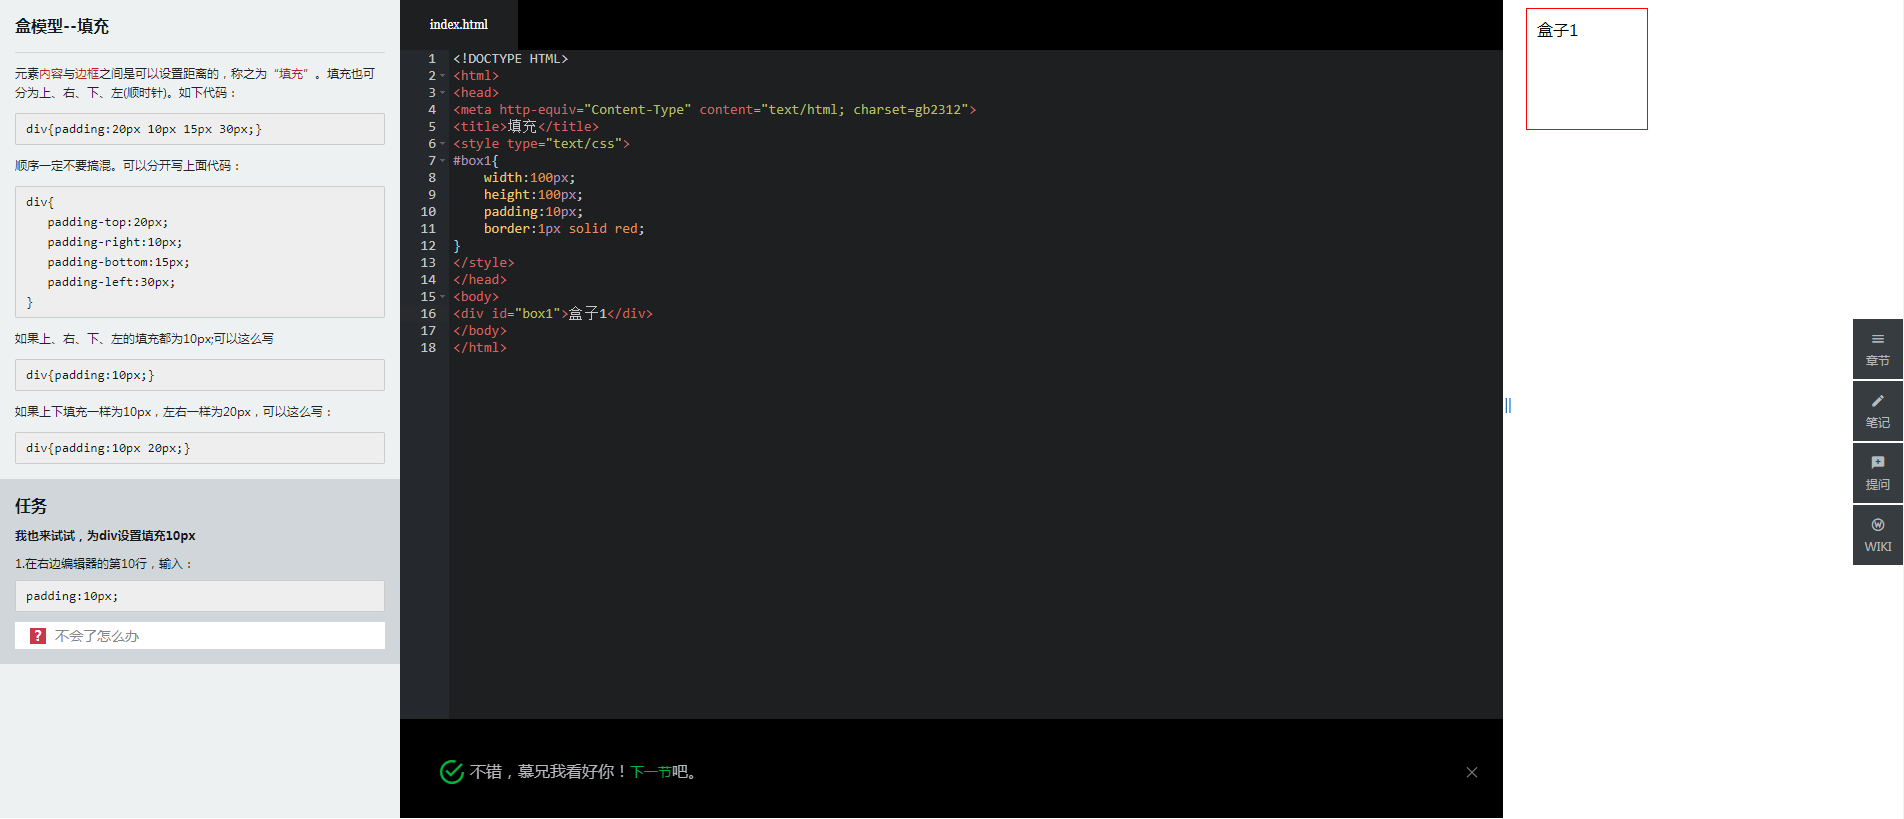 盒模型--填充
元素内容与边框之间是可以设置距离的，称之为“填充”。填充也可
分为上、右、下、左(顺时针)。如下代码：
div{padding:20px 10px 15px 30px;}
顺序一定不要搞混。可以分开写上面代码：
div{
   padding-top:20px;
   padding-right:10px;
   padding-bottom:15px;
   padding-left:30px;
}
如果上、右、下、左的填充都为10px;可以这么写
div{padding:10px;}
如果上下填充一样为10px，左右一样为20px，可以这么写：
div{padding:10px 20px;}
任务
我也来试试，为div设置填充10px
1.在右边编辑器的第10行，输入：
padding:10px;
? 不会了怎么办
index.html
1 <!DOCTYPE HTML>
2 <html>
3 <head>
4 <meta http-equiv="Content-Type" content="text/html; charset=gb2312">
5 <title>填充</title>
6 <style type="text/css">
7 #box1{
8     width:100px;
9     height:100px;
10     padding:10px;
11     border:1px solid red;
12 }
13 </style>
14 </head>
15 <body>
16 <div id="box1">盒子1</div>
17 </body>
18 </html>
不错，慕兄我看好你！下一节吧。
盒子1
章节
笔记
提问
WIKI